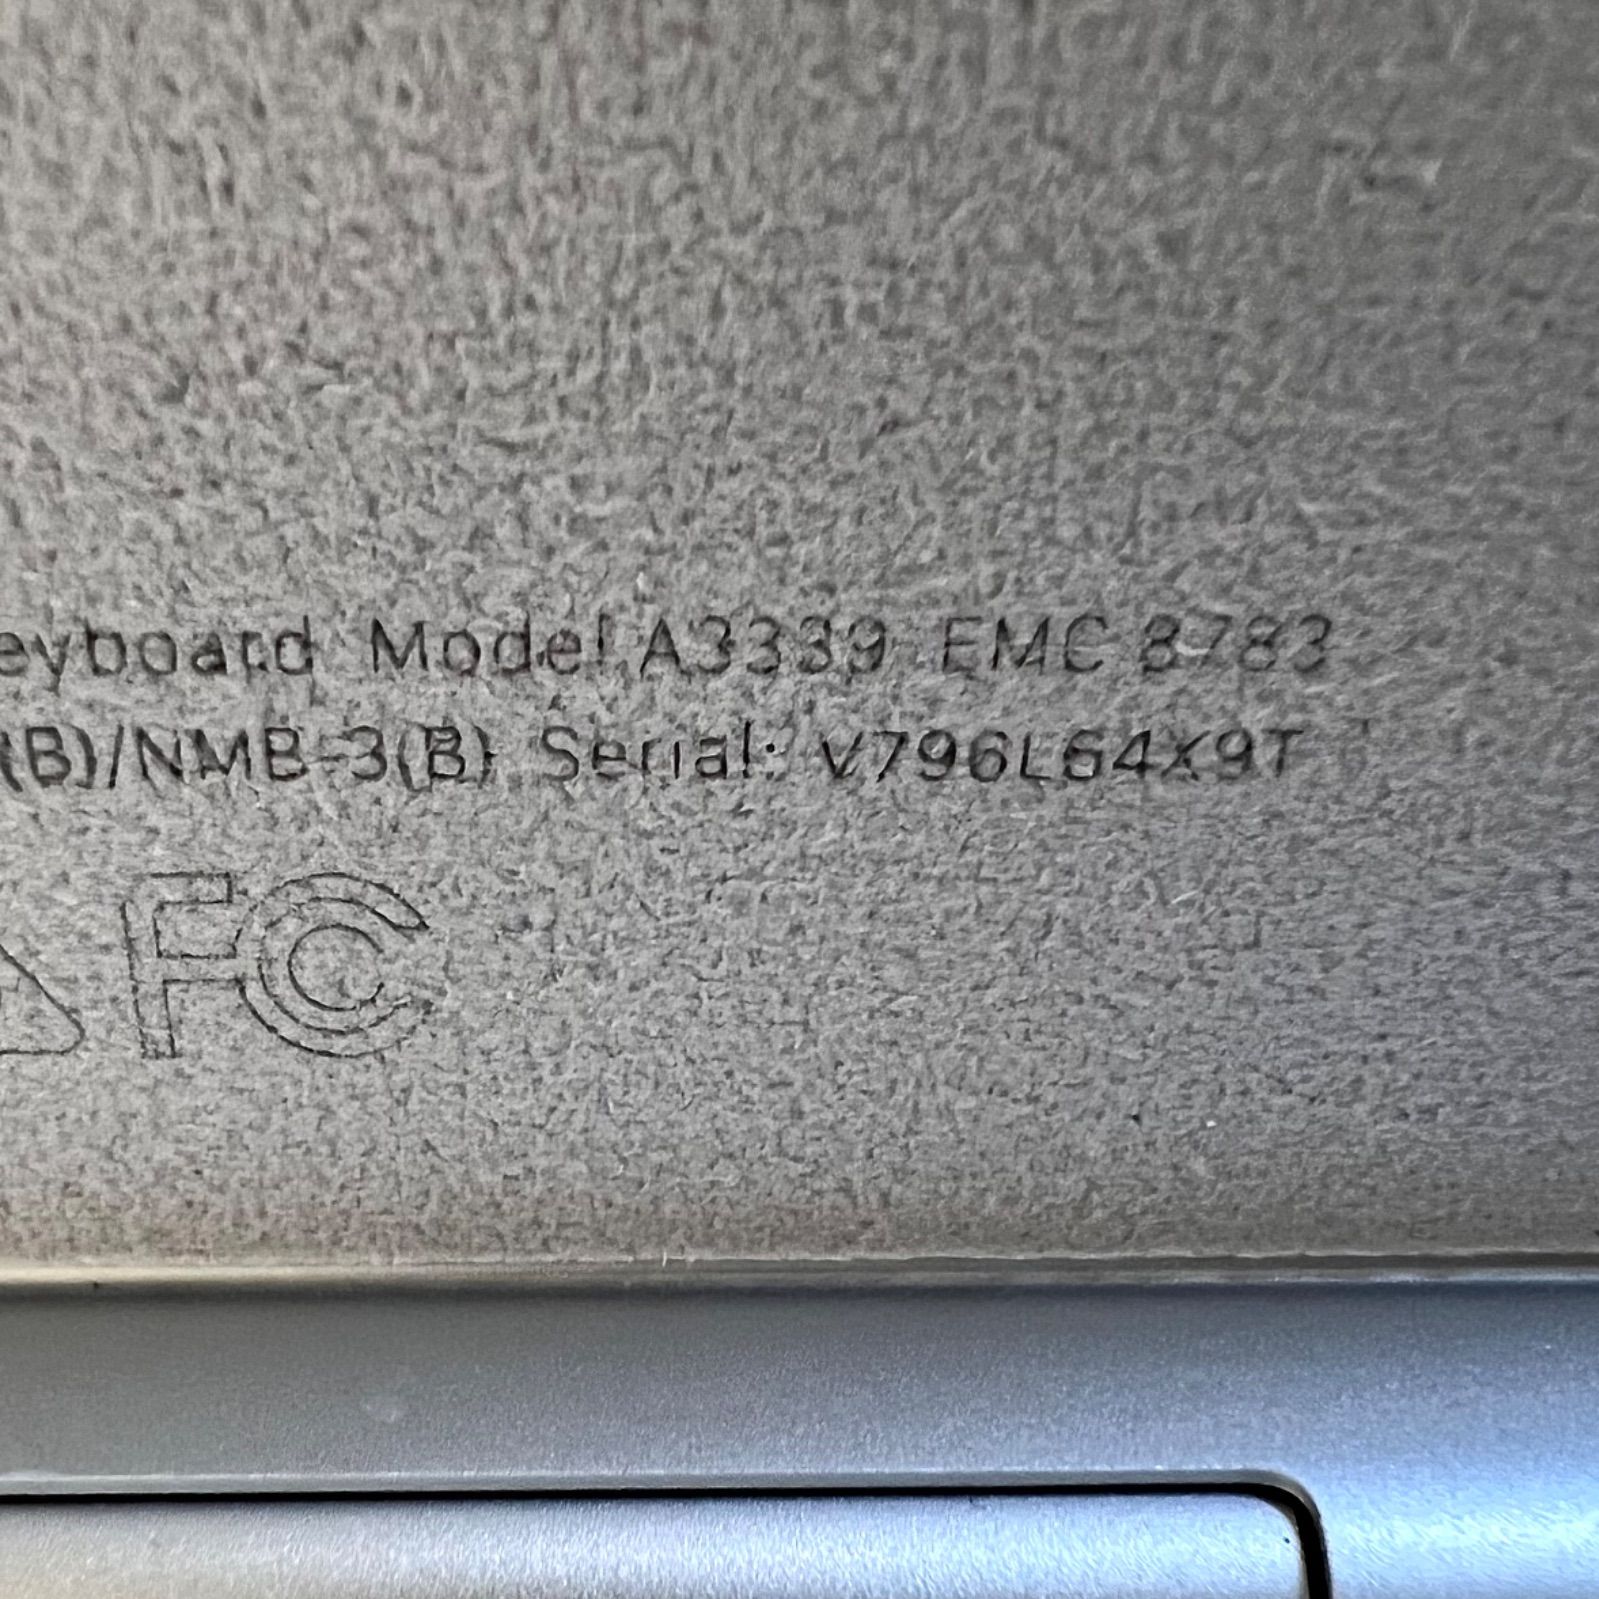 eyboard Model A3339 EMC 8783
(B)/NMB-3(B) Serial: V796L64X9T
FC